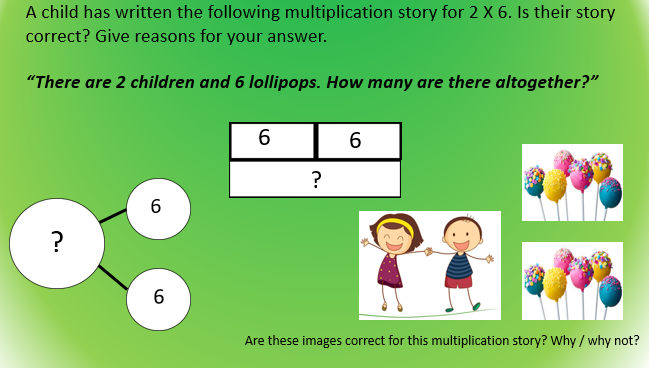 A child has written the following multiplication story for 2 X 6. Is their story
correct? Give reasons for your answer.
“There are 2 children and 6 lollipops. How many are there altogether?”
6 6
?
?
6
6
Are these images correct for this multiplication story? Why / why not?